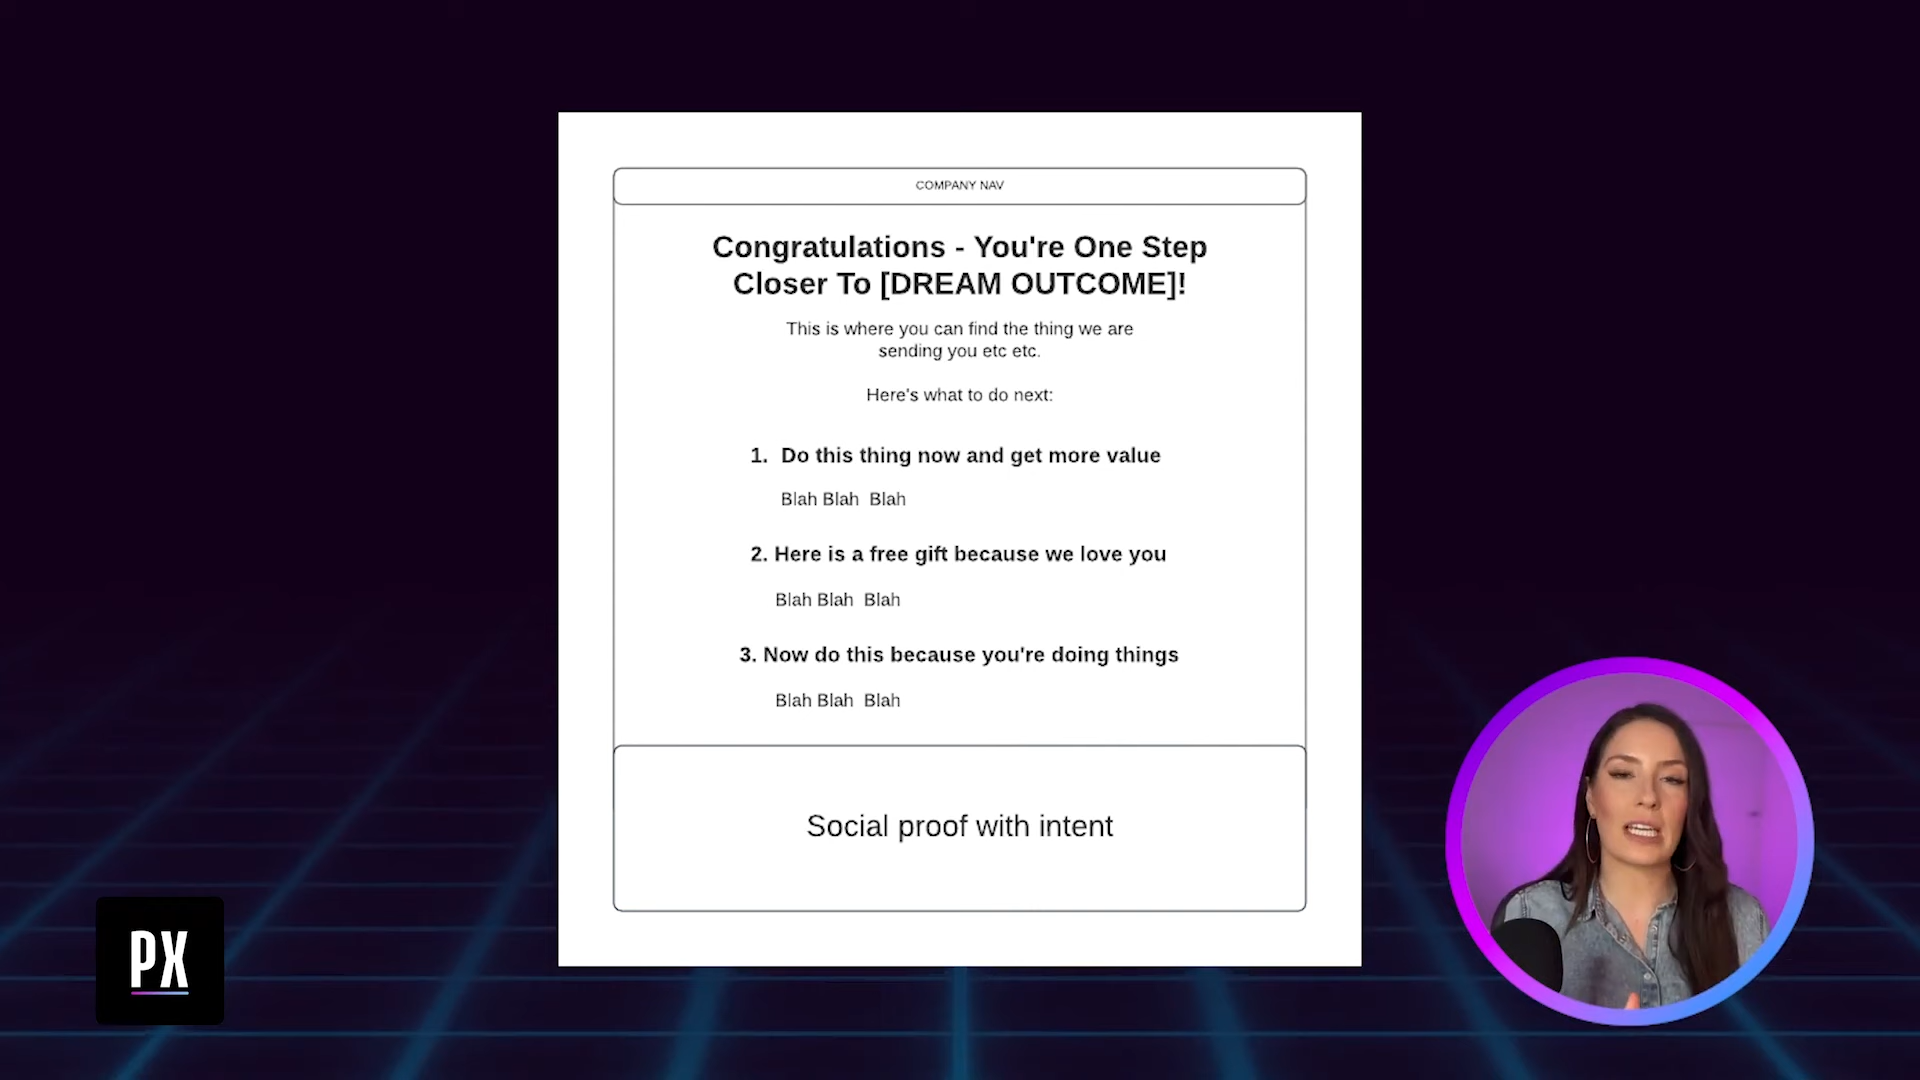 COMPANY NAV
Congratulations - You're One Step
Closer To [DREAM OUTCOME]!
This is where you can find the thing we are
sending you etc etc.
Here's what to do next:
1. Do this thing now and get more value
Blah Blah Blah
2. Here is a free gift because we love you
Blah Blah Blah
3. Now do this because you're doing things
Blah Blah Blah
Social proof with intent
PX